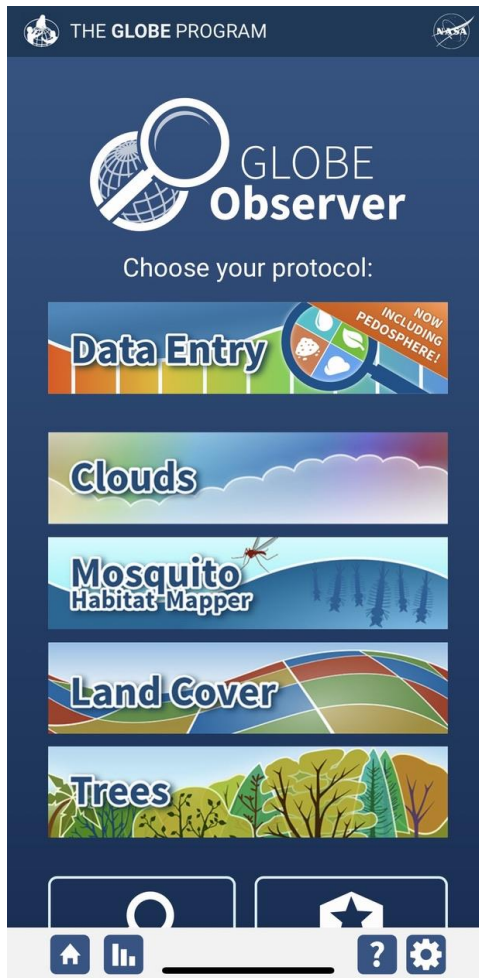 THE GLOBE PROGRAM
NASA
GLOBE
Observer
Choose your protocol:
Data Entry
NOW
INCLUDING
PEDOSPHERE!
Clouds
Mosquito
Habitat Mapper
Land Cover
Trees
?